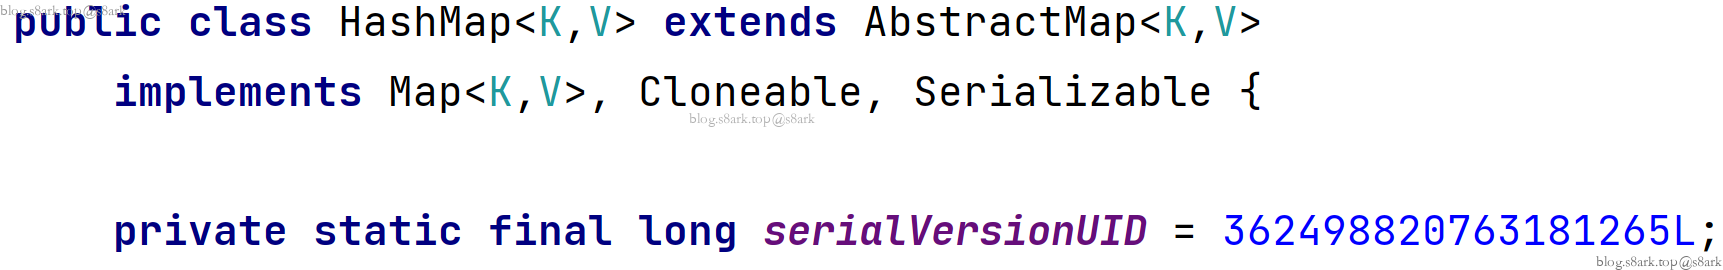 blog.s8ark.top@s8ark
public class HashMap<K,V> extends AbstractMap<K,V>
implements Map<K,V>, Cloneable, Serializable {
blog.s8ark.top@s8ark
private static final long serialVersionUID = 362498820763181265L;
blog.s8ark.top@s8ark